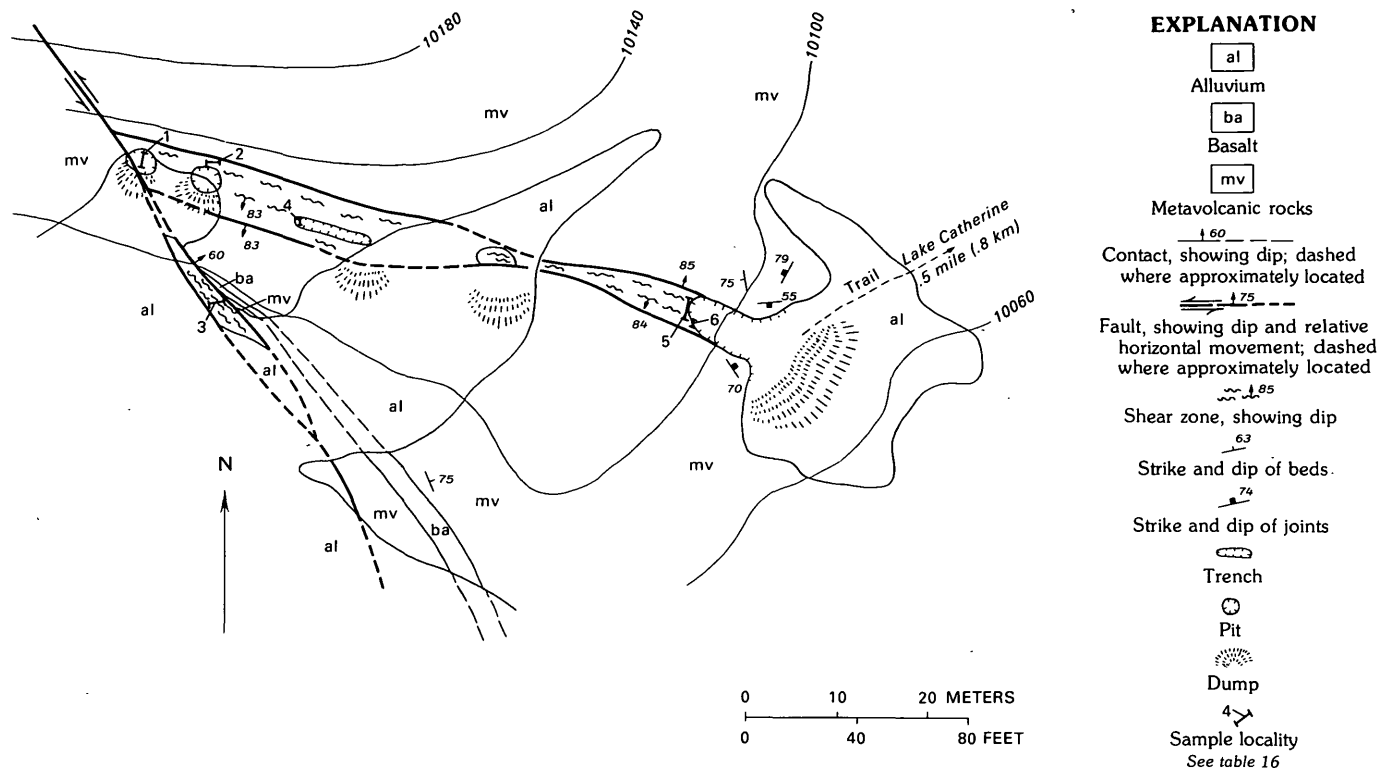 10180
10140
10100
mv
mv
1
2
mv
4
83
83
al
60
ba
mv
al
3
al
al
85
75
79
55
Trail Lake Catherine
.5 mile (.8 km)
84
5
6
al
10060
70
N
75
mv
mv
mv
ba
al
0 10 20 METERS
0 40 80 FEET
EXPLANATION
al
Alluvium
ba
Basalt
mv
Metavolcanic rocks
60
Contact, showing dip; dashed
where approximately located
75
Fault, showing dip and relative
horizontal movement; dashed
where approximately located
85
Shear zone, showing dip
63
Strike and dip of beds
74
Strike and dip of joints
Trench
Pit
Dump
4
Sample locality
See table 16